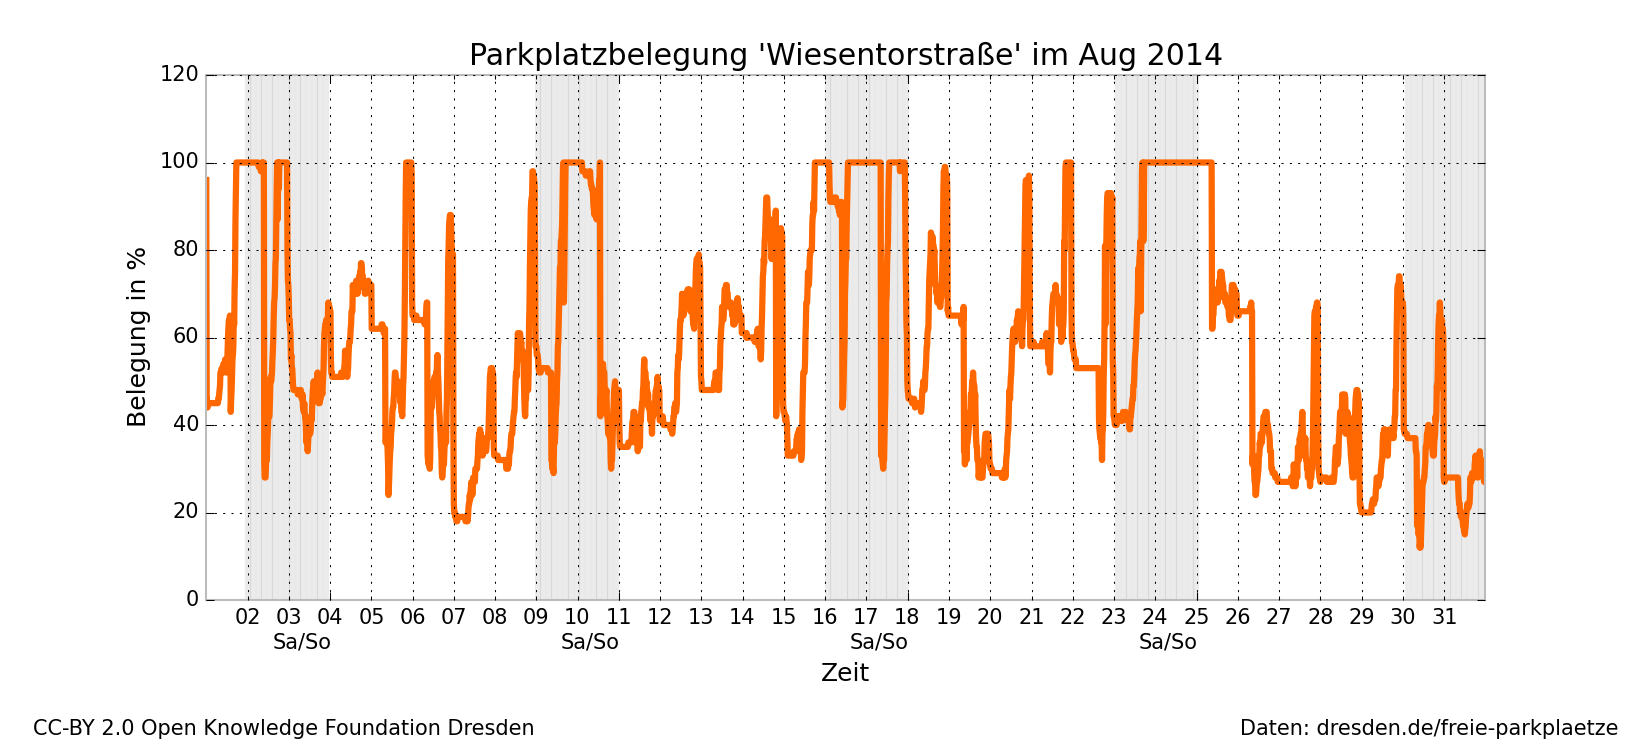 Parkplatzbelegung 'Wiesentorstraße' im Aug 2014
120
100
80
60
40
20
0
Belegung in %
02 03 04 05 06 07 08 09 10 11 12 13 14 15 16 17 18 19 20 21 22 23 24 25 26 27 28 29 30 31
Sa/So Sa/So Sa/So Sa/So
Zeit
CC-BY 2.0 Open Knowledge Foundation Dresden
Daten: dresden.de/freie-parkplaetze